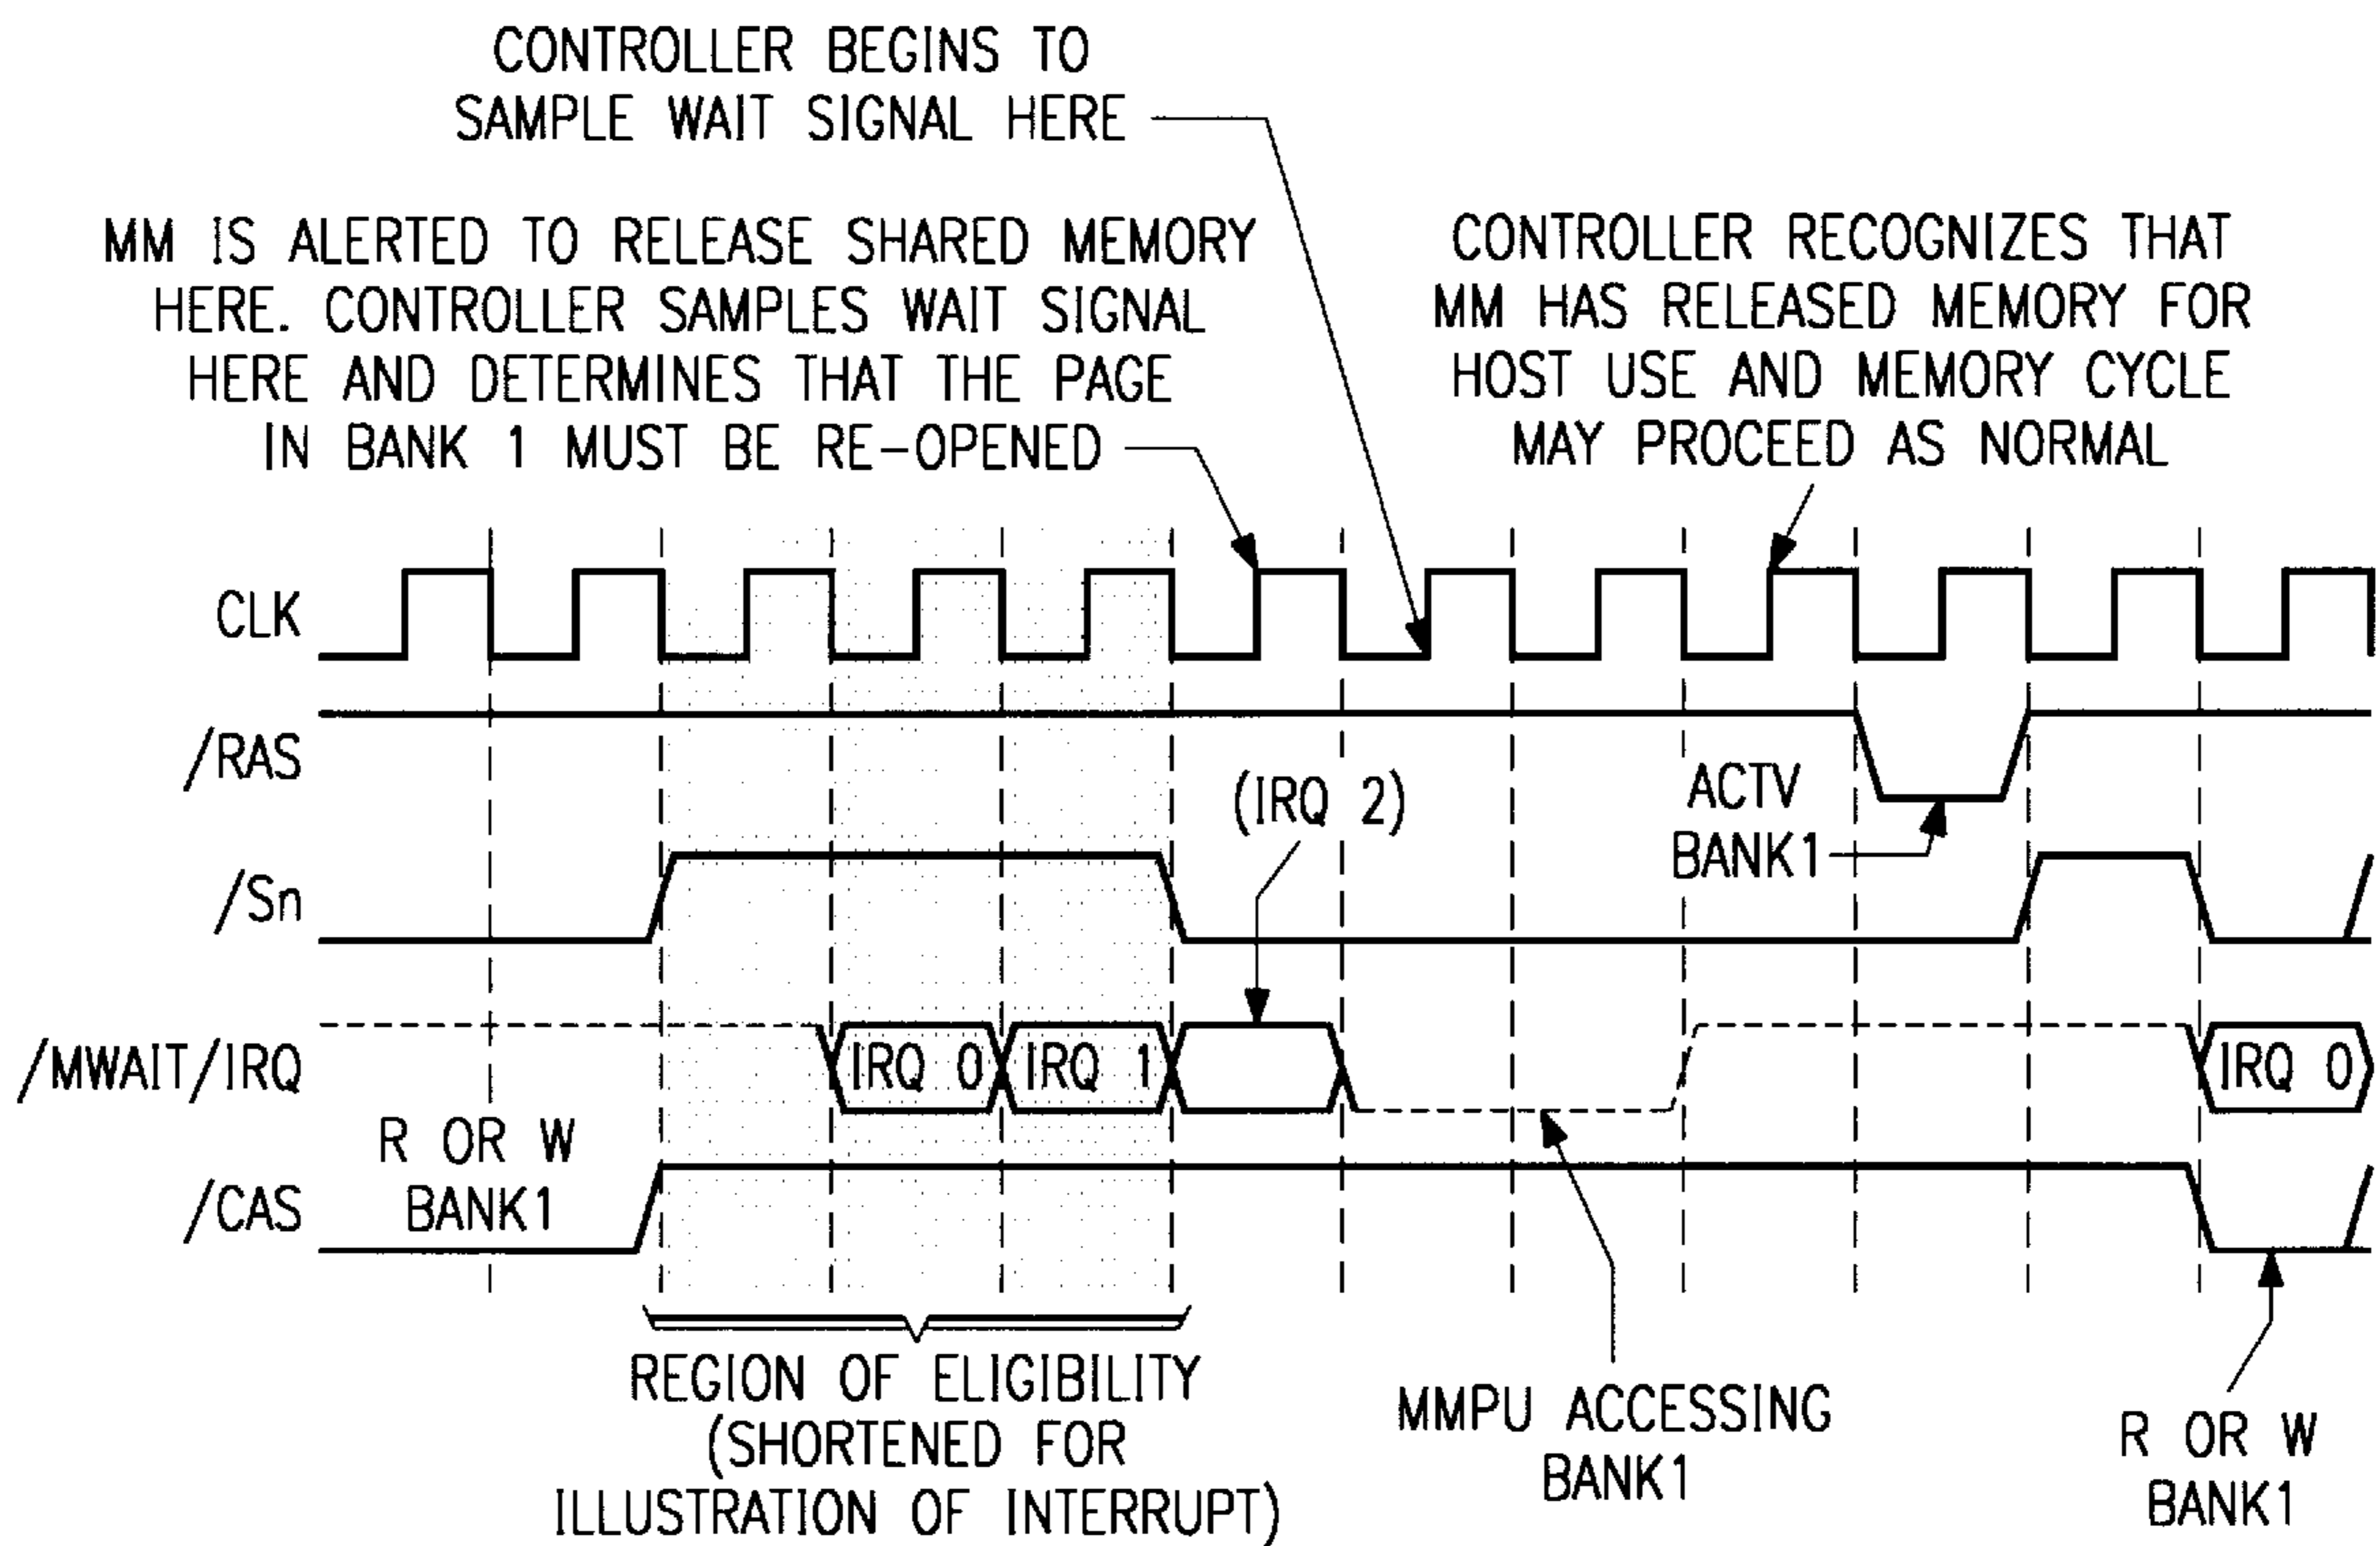 CONTROLLER BEGINS TO
SAMPLE WAIT SIGNAL HERE
MM IS ALERTED TO RELEASE SHARED MEMORY
HERE. CONTROLLER SAMPLES WAIT SIGNAL
HERE AND DETERMINES THAT THE PAGE
IN BANK 1 MUST BE RE-OPENED
CONTROLLER RECOGNIZES THAT
MM HAS RELEASED MEMORY FOR
HOST USE AND MEMORY CYCLE
MAY PROCEED AS NORMAL
CLK
/RAS
(IRQ 2)
ACTV
BANK1
/Sn
/MWAIT/IRQ
IRQ 0
IRQ 1
IRQ 0
R OR W
BANK1
/CAS
REGION OF ELIGIBILITY
(SHORTENED FOR
ILLUSTRATION OF INTERRUPT)
MMPU ACCESSING
BANK1
R OR W
BANK1